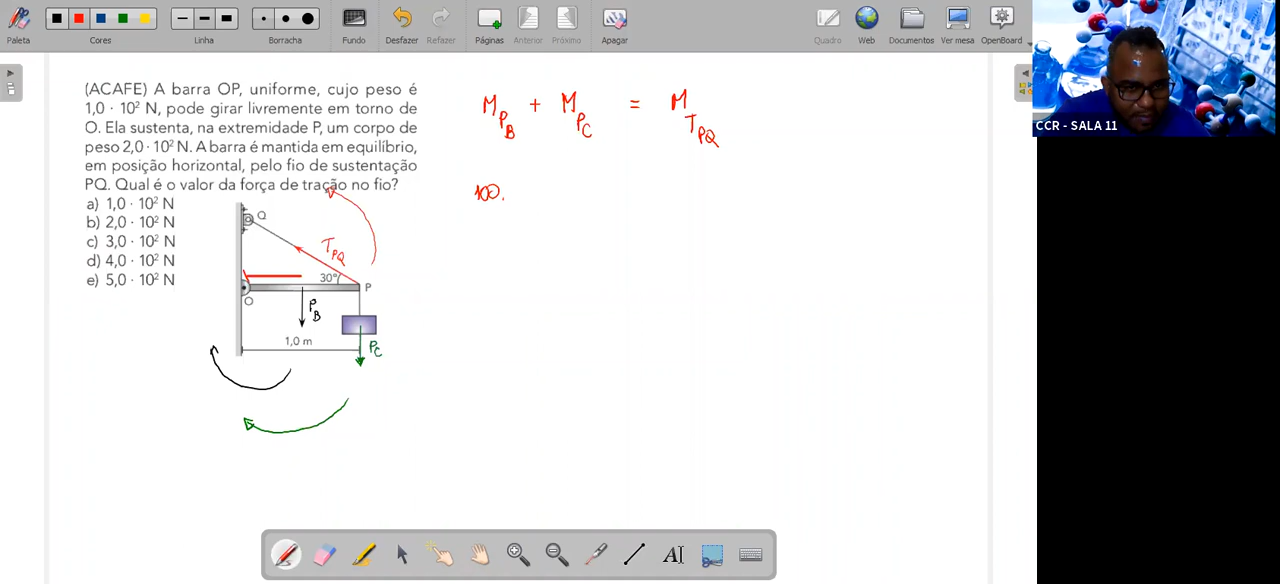 Paleta
Cores
Linha
Borracha
Fundo
Desfazer
Refazer
Páginas
Anterior
Próximo
Apagar
Quadro
Web
Documentos
Ver mesa
OpenBoard
(ACAFE) A barra OP, uniforme, cujo peso é
1,0 · 10² N, pode girar livremente em torno de
O. Ela sustenta, na extremidade P, um corpo de
peso 2,0 · 10² N. A barra é mantida em equilíbrio,
em posição horizontal, pelo fio de sustentação
PQ. Qual é o valor da força de tração no fio?
a) 1,0 · 10² N
b) 2,0 · 10² N
c) 3,0 · 10² N
d) 4,0 · 10² N
e) 5,0 · 10² N
Q
T_PQ
30°
P
O
P_B
1,0 m
P_C
M_P_B + M_P_C = M_T_PQ
100.
CCR - SALA 11
A